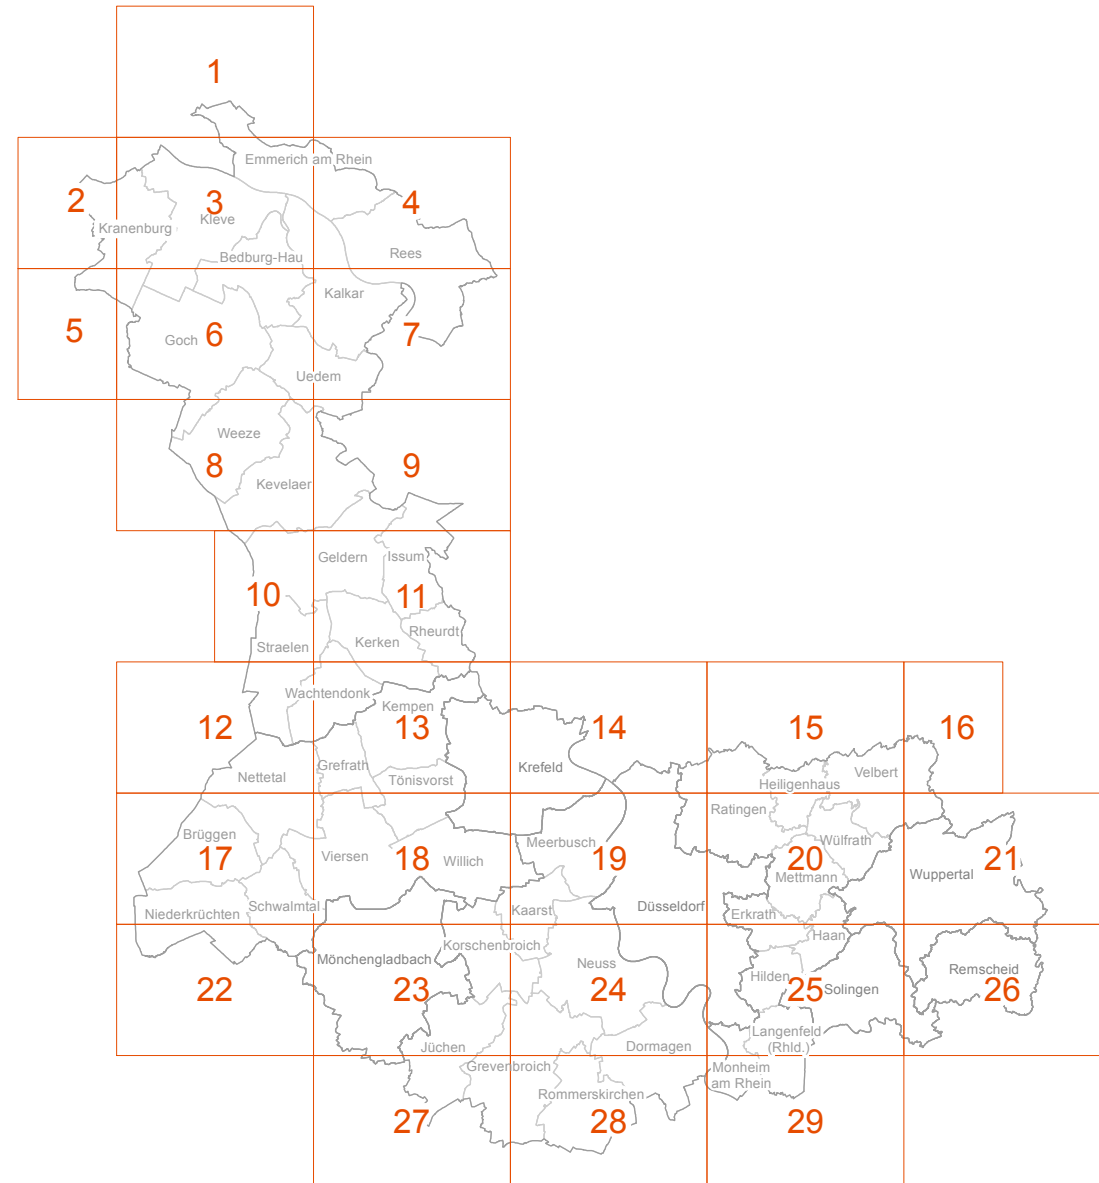 1
Emmerich am Rhein
2
3
4
Kleve
Kranenburg
Bedburg-Hau
Rees
Kalkar
5
6
7
Goch
Uedem
Weeze
8
9
Kevelaer
Geldern
Issum
10
11
Rheurdt
Kerken
Straelen
Wachtendonk
Kempen
12
13
14
15
16
Grefrath
Krefeld
Nettetal
Tönisvorst
Velbert
Heiligenhaus
Ratingen
Brüggen
Meerbusch
Wülfrath
17
Viersen
18
Willich
19
20
21
Mettmann
Wuppertal
Schwalmtal
Düsseldorf
Niederkrüchten
Kaarst
Erkrath
Haan
Korschenbroich
Mönchengladbach
Neuss
Remscheid
Hilden
22
23
24
25
Solingen
26
Langenfeld
(Rhld.)
Jüchen
Dormagen
Grevenbroich
Monheim
am Rhein
Rommerskirchen
27
28
29